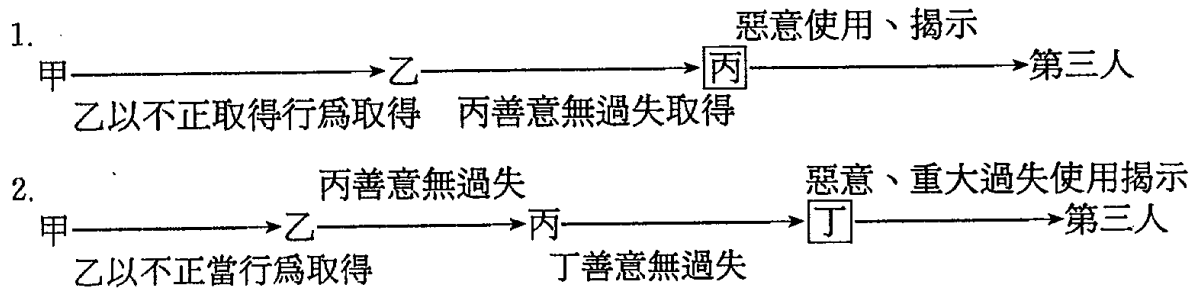 1.
惡意使用、揭示
甲 乙 丙 第三人
乙以不正取得行爲取得 丙善意無過失取得
2.
丙善意無過失 惡意、重大過失使用揭示
甲 乙 丙 丁 第三人
乙以不正當行爲取得 丁善意無過失